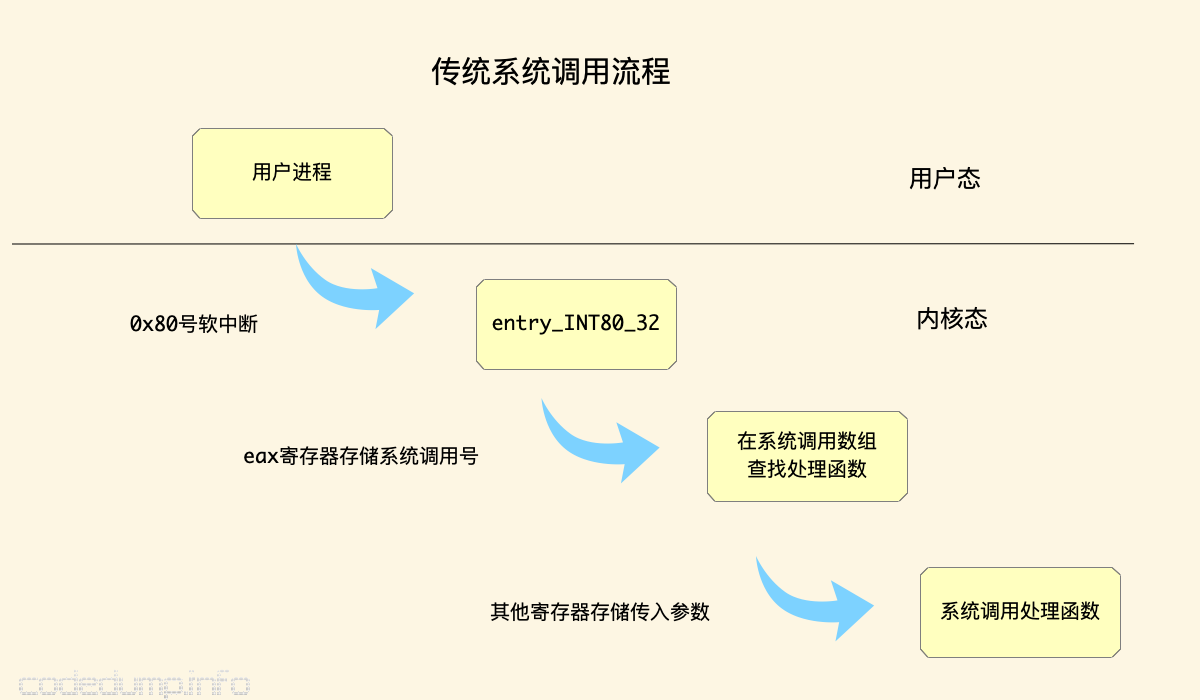 传统系统调用流程
用户进程
用户态
0x80号软中断
entry_INT80_32
内核态
eax寄存器存储系统调用号
在系统调用数组
查找处理函数
其他寄存器存储传入参数
系统调用处理函数
codedump.info